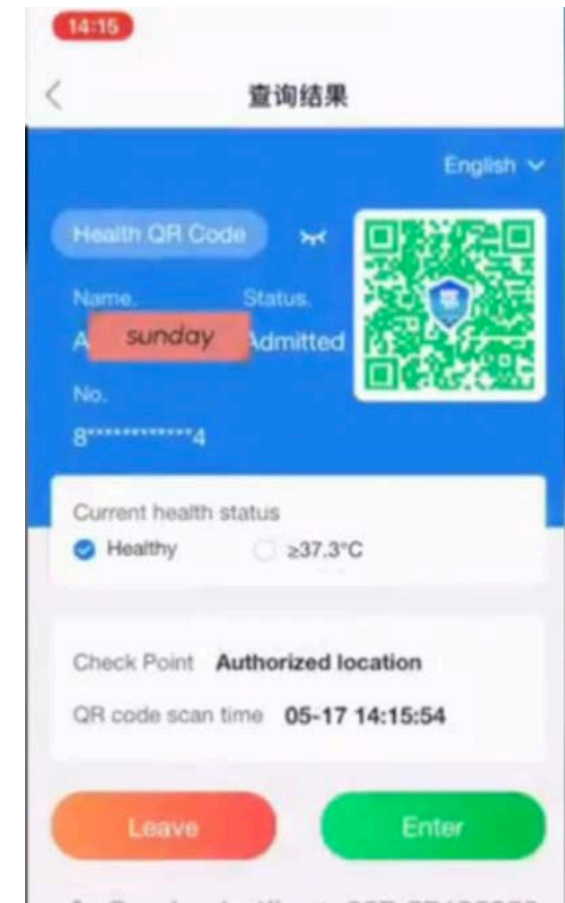 14:15
查询结果
English
Health QR Code
Name. Status.
A sunday Admitted
No.
8************4
Current health status
Healthy ≥37.3°C
Check Point Authorized location
QR code scan time 05-17 14:15:54
Leave Enter